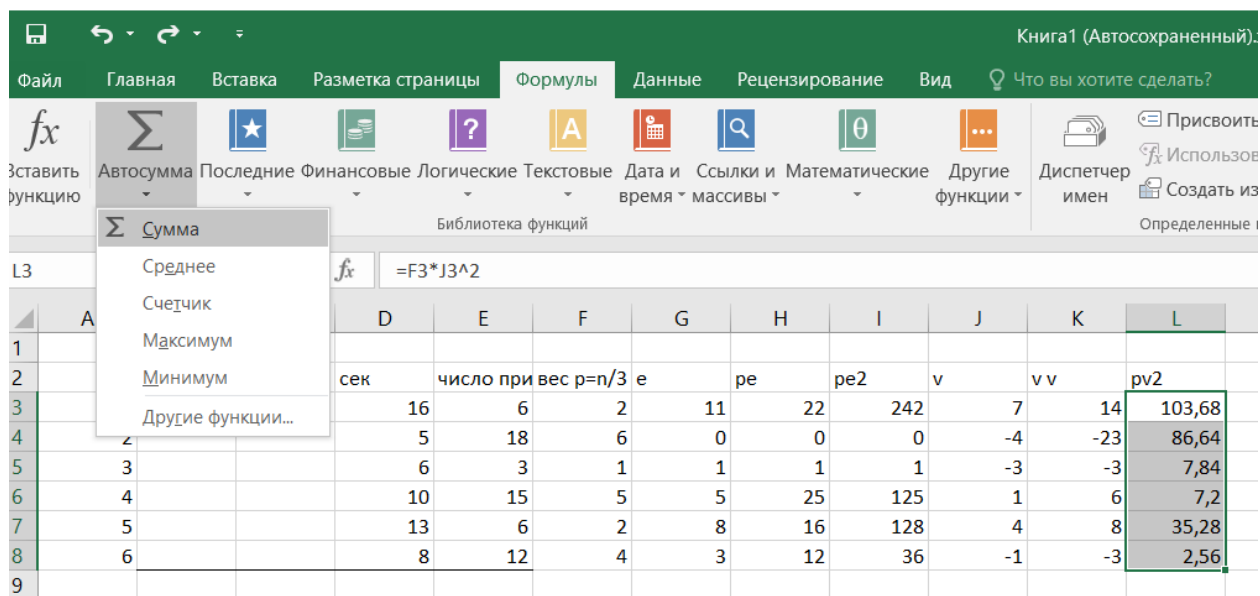 Книга1 (Автосохраненный).
Файл Главная Вставка Разметка страницы Формулы Данные Рецензирование Вид Что вы хотите сделать?
fx Σ ? A θ ...
Вставить функцию Автосумма Последние Финансовые Логические Текстовые Дата и время Ссылки и массивы Математические Другие функции Диспетчер имен
Присвоить
Использов
Создать из
Библиотека функций Определенные
Σ Сумма
Среднее
Счетчик
Максимум
Минимум
Другие функции...
L3 fx =F3*J3^2
A D E F G H I J K L
1
2 сек число при вес p=n/3 e pe pe2 v v v pv2
3 16 6 2 11 22 242 7 14 103,68
4 2 5 18 6 0 0 0 -4 -23 86,64
5 3 6 3 1 1 1 1 -3 -3 7,84
6 4 10 15 5 5 25 125 1 6 7,2
7 5 13 6 2 8 16 128 4 8 35,28
8 6 8 12 4 3 12 36 -1 -3 2,56
9